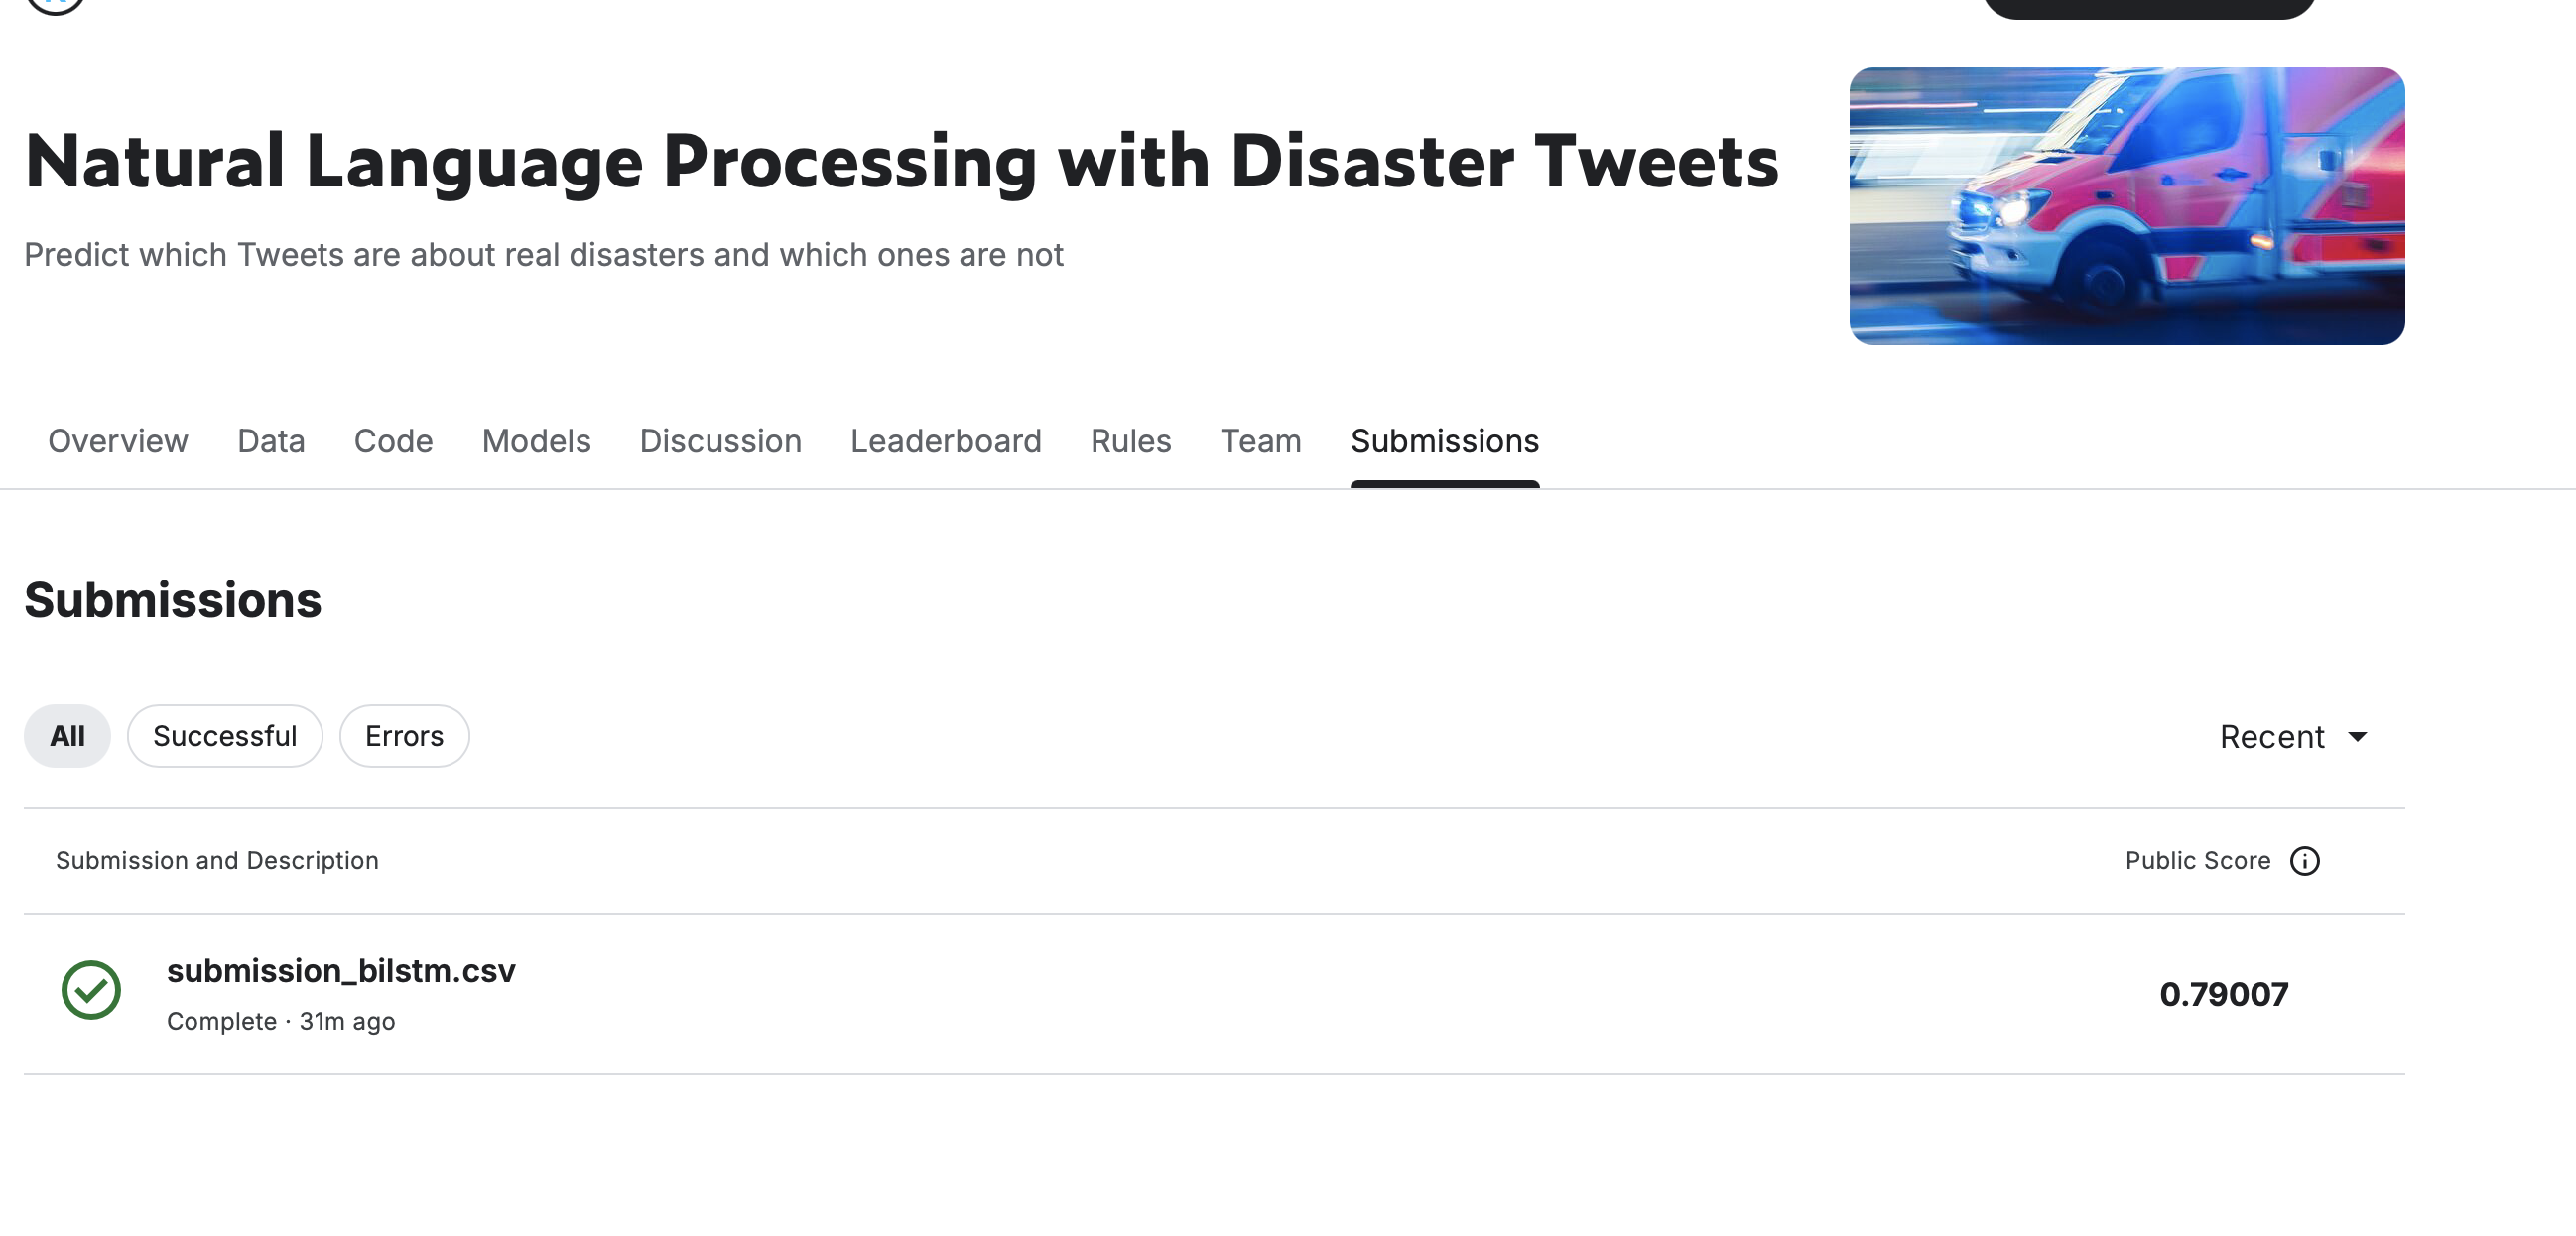 Natural Language Processing with Disaster Tweets
Predict which Tweets are about real disasters and which ones are not
Overview Data Code Models Discussion Leaderboard Rules Team Submissions
Submissions
All Successful Errors Recent
Submission and Description Public Score
submission_bilstm.csv
Complete · 31m ago
0.79007